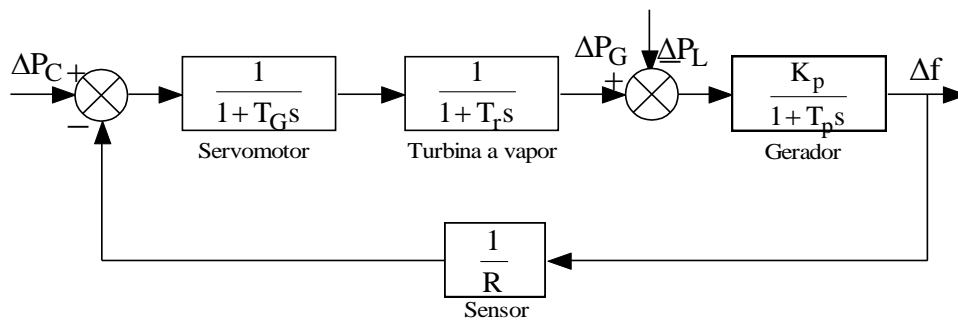 ΔP_C +
−
1
1 + T_G s
Servomotor
1
1 + T_r s
Turbina a vapor
ΔP_G
+
−
ΔP_L
K_p
1 + T_p s
Gerador
Δf
1
R
Sensor